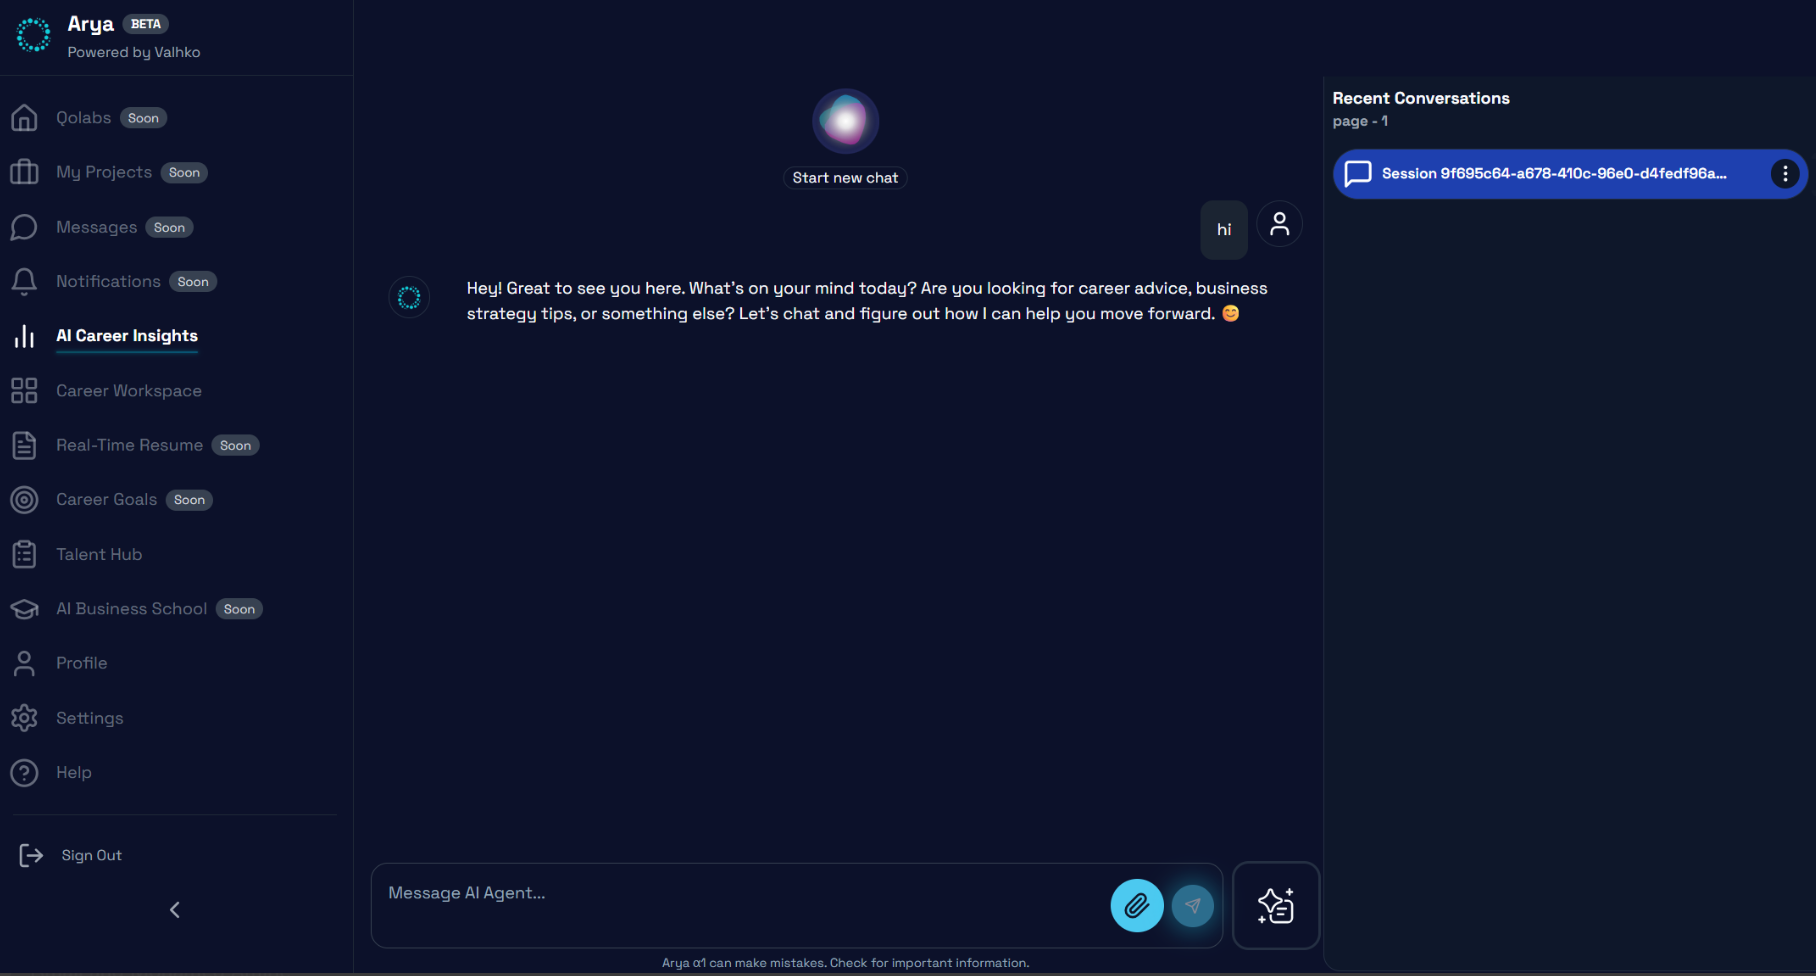 Arya BETA
Powered by Valhko
Qolabs Soon
My Projects Soon
Messages Soon
Notifications Soon
AI Career Insights
Career Workspace
Real-Time Resume Soon
Career Goals Soon
Talent Hub
AI Business School Soon
Profile
Settings
Help
Sign Out
Start new chat
hi
Hey! Great to see you here. What's on your mind today? Are you looking for career advice, business
strategy tips, or something else? Let's chat and figure out how I can help you move forward. 😊
Message AI Agent...
Arya α1 can make mistakes. Check for important information.
Recent Conversations
page - 1
Session 9f695c64-a678-410c-96e0-d4fedf96a...